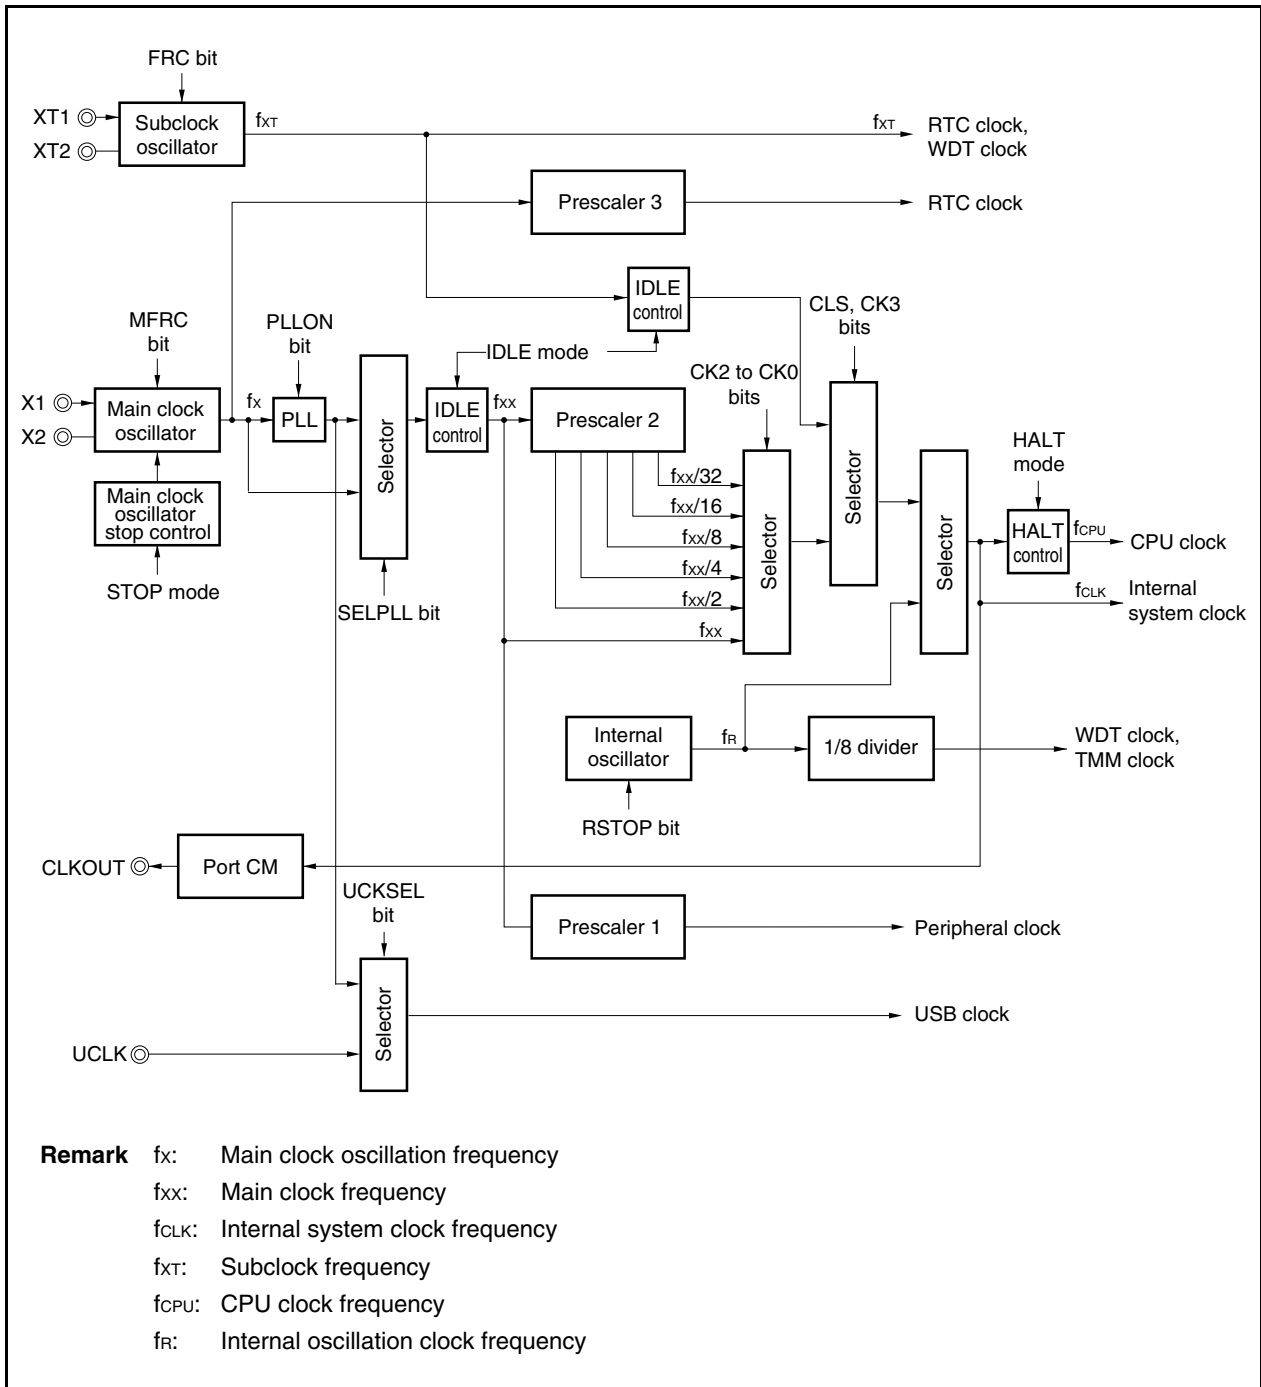 FRC bit
XT1
XT2
Subclock
oscillator
fXT
fXT
RTC clock,
WDT clock
Prescaler 3
RTC clock
IDLE
control
CLS, CK3
bits
MFRC
bit
PLLON
bit
IDLE mode
CK2 to CK0
bits
X1
X2
Main clock
oscillator
fX
PLL
Selector
IDLE
control
fXX
Prescaler 2
Main clock
oscillator
stop control
STOP mode
SELPLL bit
fXX/32
fXX/16
fXX/8
fXX/4
fXX/2
fXX
Selector
Selector
Selector
HALT
mode
HALT
control
fCPU
CPU clock
fCLK
Internal
system clock
Internal
oscillator
fR
1/8 divider
WDT clock,
TMM clock
RSTOP bit
CLKOUT
Port CM
UCKSEL
bit
Prescaler 1
Peripheral clock
Selector
USB clock
UCLK
Remark fX: Main clock oscillation frequency
fXX: Main clock frequency
fCLK: Internal system clock frequency
fXT: Subclock frequency
fCPU: CPU clock frequency
fR: Internal oscillation clock frequency